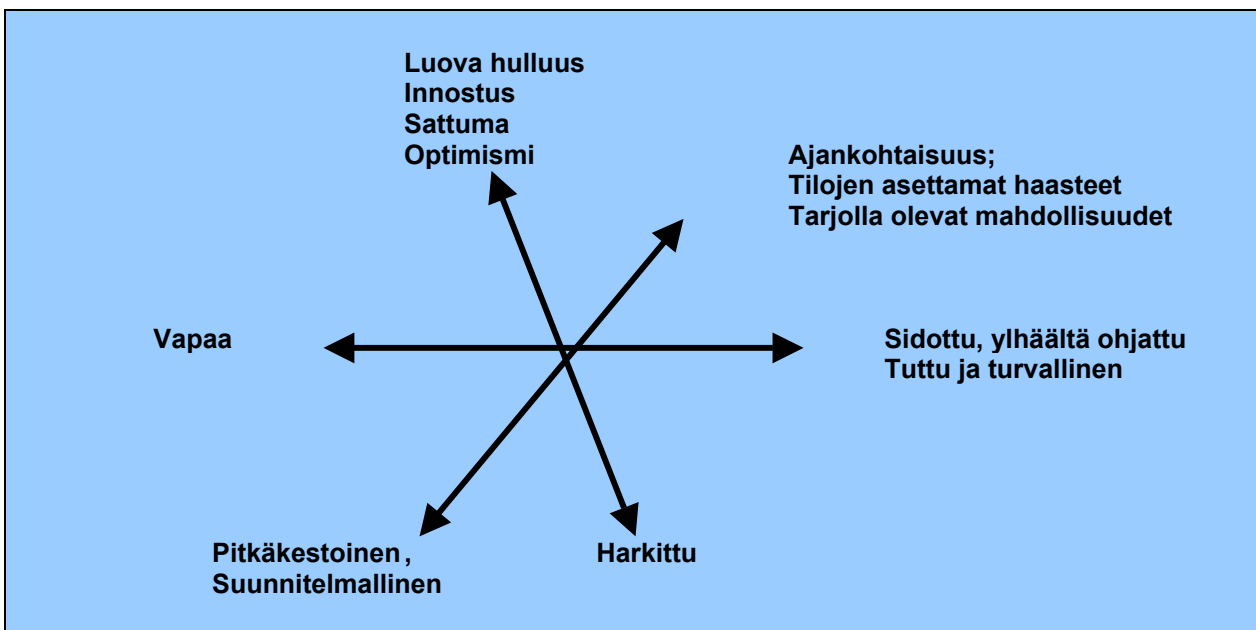 Luova hulluus
Innostus
Sattuma
Optimismi
Ajankohtaisuus;
Tilojen asettamat haasteet
Tarjolla olevat mahdollisuudet
Vapaa
Sidottu, ylhäältä ohjattu
Tuttu ja turvallinen
Pitkäkestoinen ,
Suunnitelmallinen
Harkittu